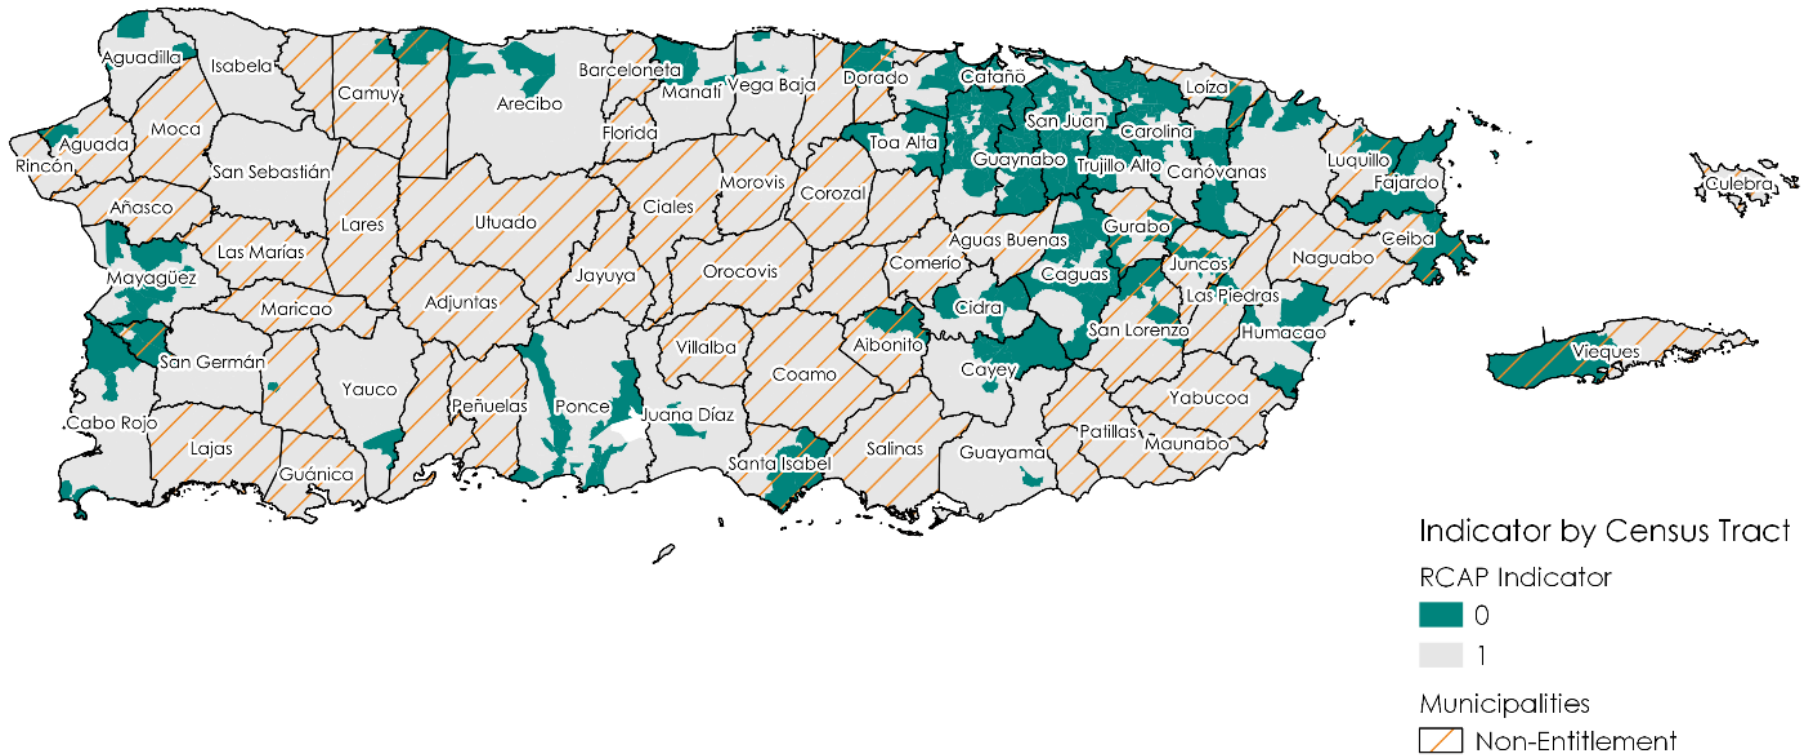 Aguadilla
Isabela
Camuy
Arecibo
Barceloneta
Manatí
Vega Baja
Dorado
Cataño
Loíza
San Juan
Carolina
Toa Alta
Guaynabo
Trujillo Alto
Canóvanas
Luquillo
Fajardo
Culebra
Moca
Aguada
Rincón
San Sebastián
Florida
Morovis
Corozal
Ciales
Utuado
Lares
Añasco
Las Marías
Mayagüez
Aguas Buenas
Gurabo
Ceiba
Naguabo
Juncos
Caguas
Comerío
Orocovis
Jayuya
Adjuntas
Maricao
Cidra
Las Piedras
San Lorenzo
Humacao
Vieques
Aibonito
Villalba
Coamo
Cayey
San Germán
Yauco
Peñuelas
Ponce
Juana Díaz
Yabucoa
Cabo Rojo
Lajas
Guánica
Santa Isabel
Salinas
Guayama
Patillas
Maunabo
Indicator by Census Tract
RCAP Indicator
0
1
Municipalities
Non-Entitlement